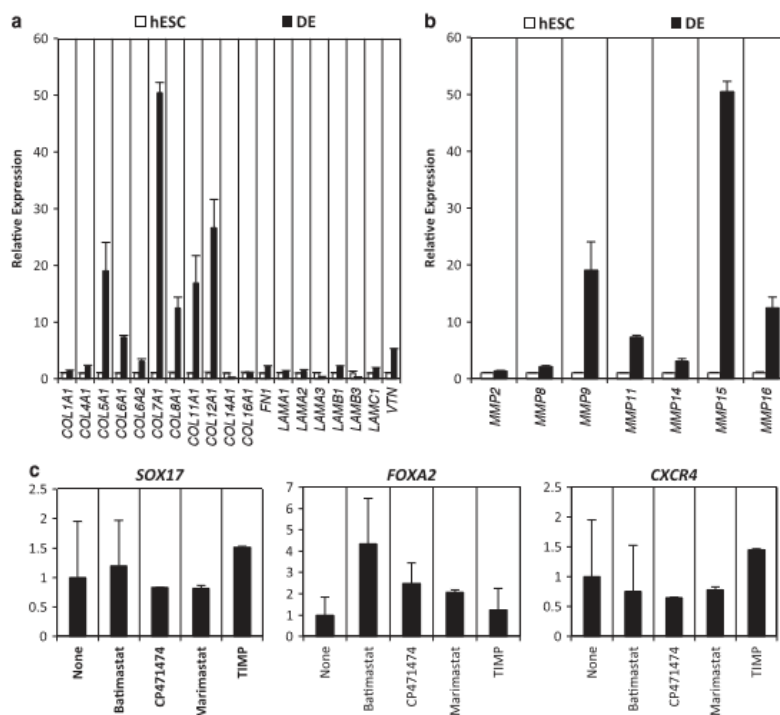 a
hESC DE
Relative Expression
60
50
40
30
20
10
0
COL1A1
COL4A1
COL5A1
COL6A1
COL6A2
COL7A1
COL8A1
COL11A1
COL12A1
COL14A1
COL16A1
FN1
LAMA1
LAMA2
LAMA3
LAMB1
LAMB3
LAMC1
VTN
b
hESC DE
Relative Expression
60
50
40
30
20
10
0
MMP2
MMP8
MMP9
MMP11
MMP14
MMP15
MMP16
c
SOX17
2.5
2
1.5
1
0.5
0
None
Batimastat
CP471474
Marimastat
TIMP
FOXA2
7
6
5
4
3
2
1
0
None
Batimastat
CP471474
Marimastat
TIMP
CXCR4
2.5
2
1.5
1
0.5
0
None
Batimastat
CP471474
Marimastat
TIMP